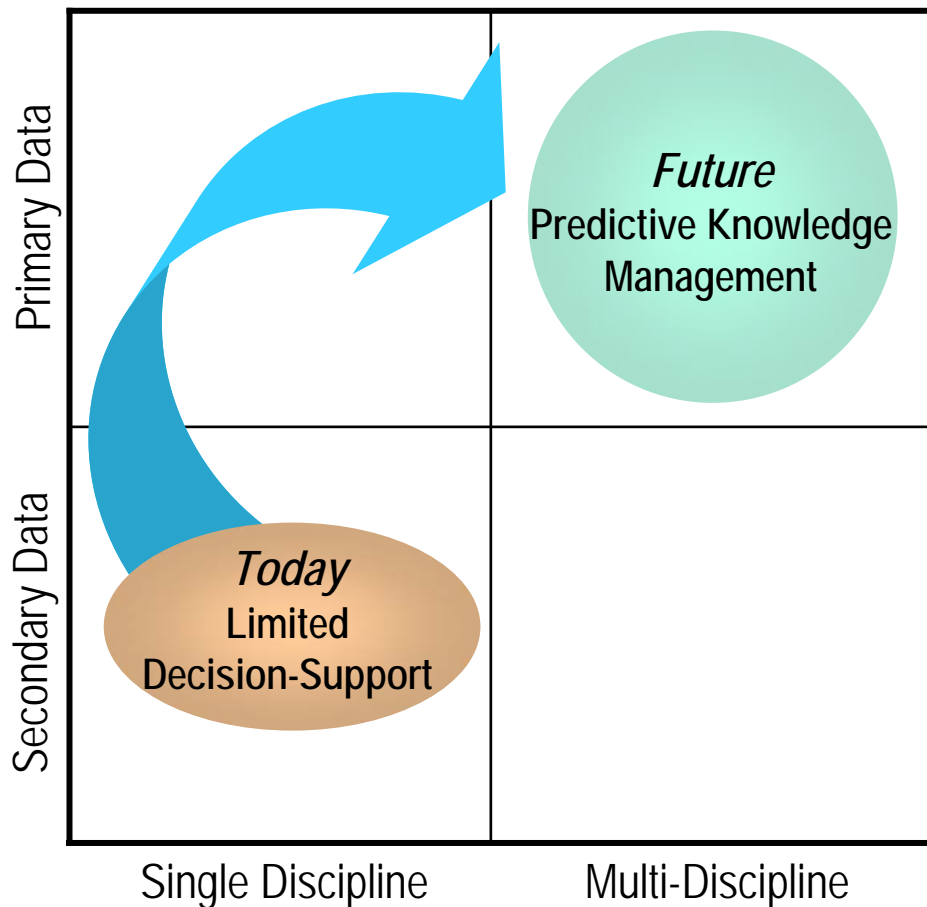 Primary Data
Future
Predictive Knowledge
Management
Secondary Data
Today
Limited
Decision-Support
Single Discipline
Multi-Discipline